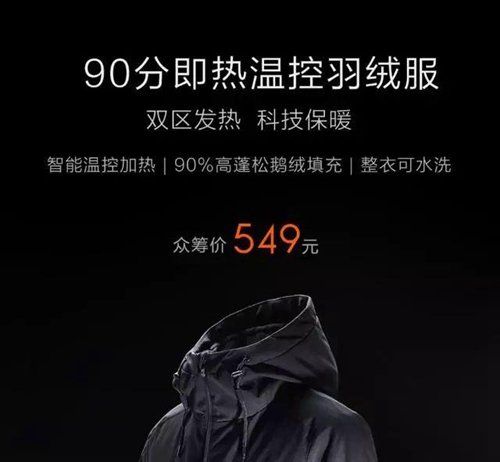 90分即热温控羽绒服
双区发热 科技保暖
智能温控加热 | 90%高蓬松鹅绒填充 | 整衣可水洗
众筹价 549元